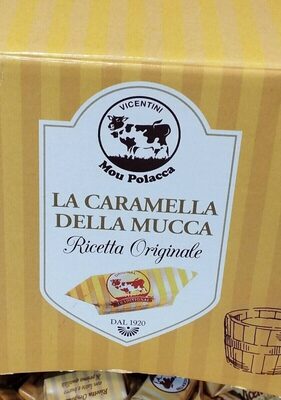 VICENTINI
Mou Polacca
LA CARAMELLA
DELLA MUCCA
Ricetta Originale
DAL 1920